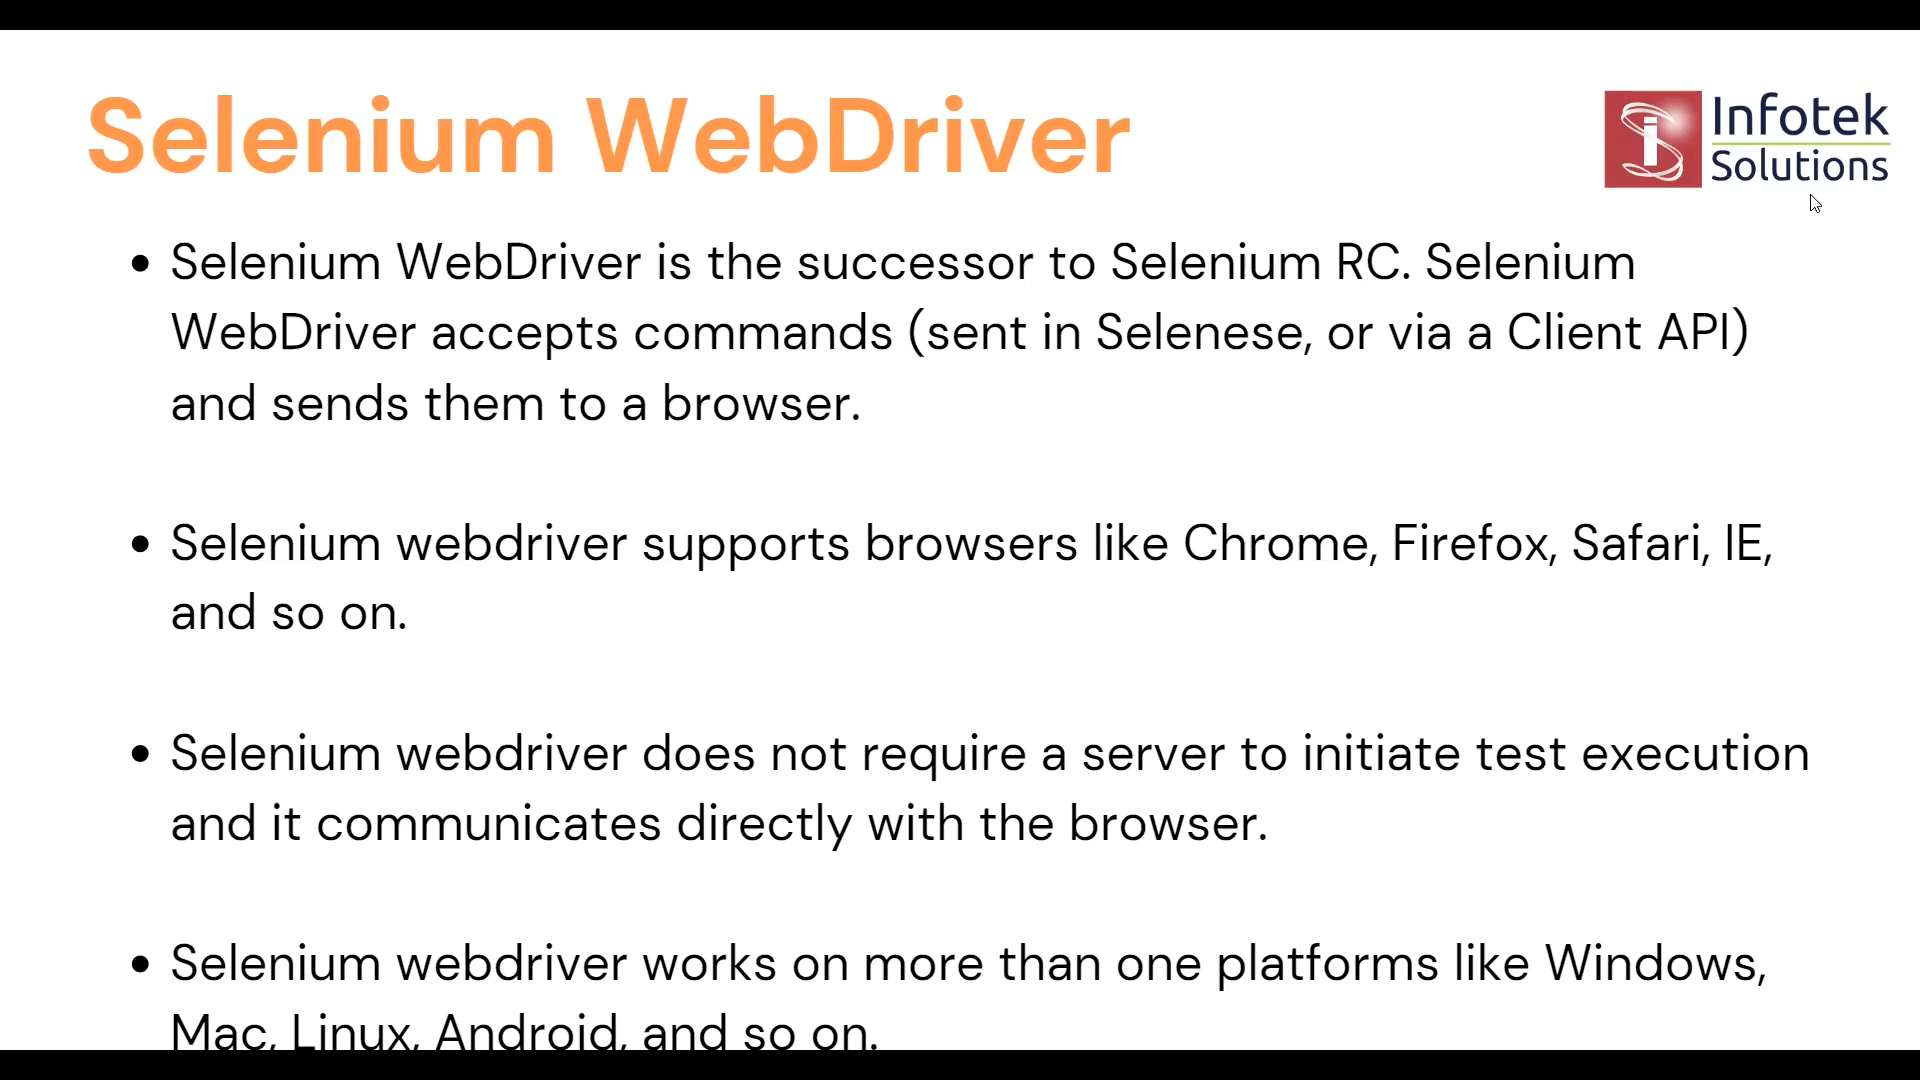 Selenium WebDriver
Infotek
Solutions
• Selenium WebDriver is the successor to Selenium RC. Selenium
WebDriver accepts commands (sent in Selenese, or via a Client API)
and sends them to a browser.
• Selenium webdriver supports browsers like Chrome, Firefox, Safari, IE,
and so on.
• Selenium webdriver does not require a server to initiate test execution
and it communicates directly with the browser.
• Selenium webdriver works on more than one platforms like Windows,
Mac, Linux, Android, and so on.